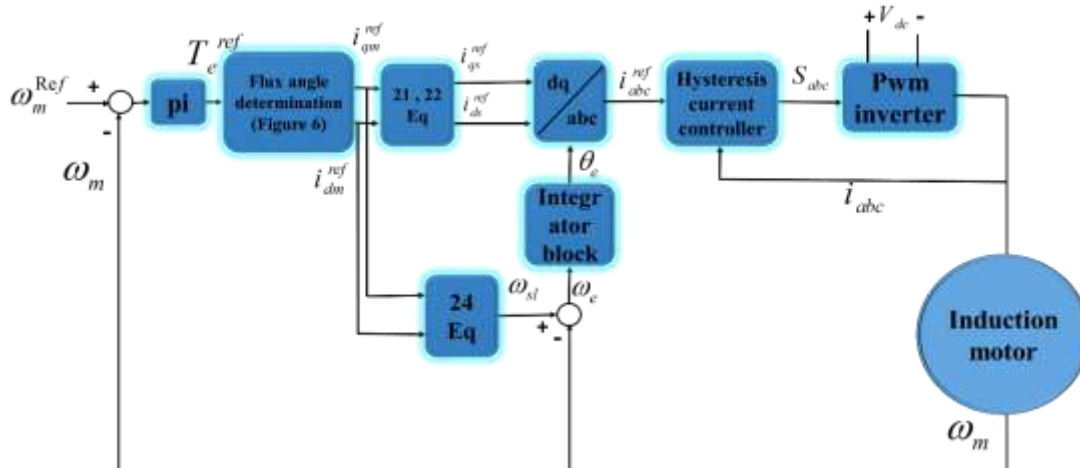 + V_dc -
i_qm^ref
T_e^ref
ω_m^Ref
+
-
pi
Flux angle
determination
(Figure 6)
21 , 22
Eq
i_qs^ref
i_ds^ref
dq
abc
i_abc^ref
Hysteresis
current
controller
S_abc
Pwm
inverter
ω_m
i_dm^ref
θ_e
i_abc
Integr
ator
block
24
Eq
ω_sl
ω_e
+
-
Induction
motor
ω_m